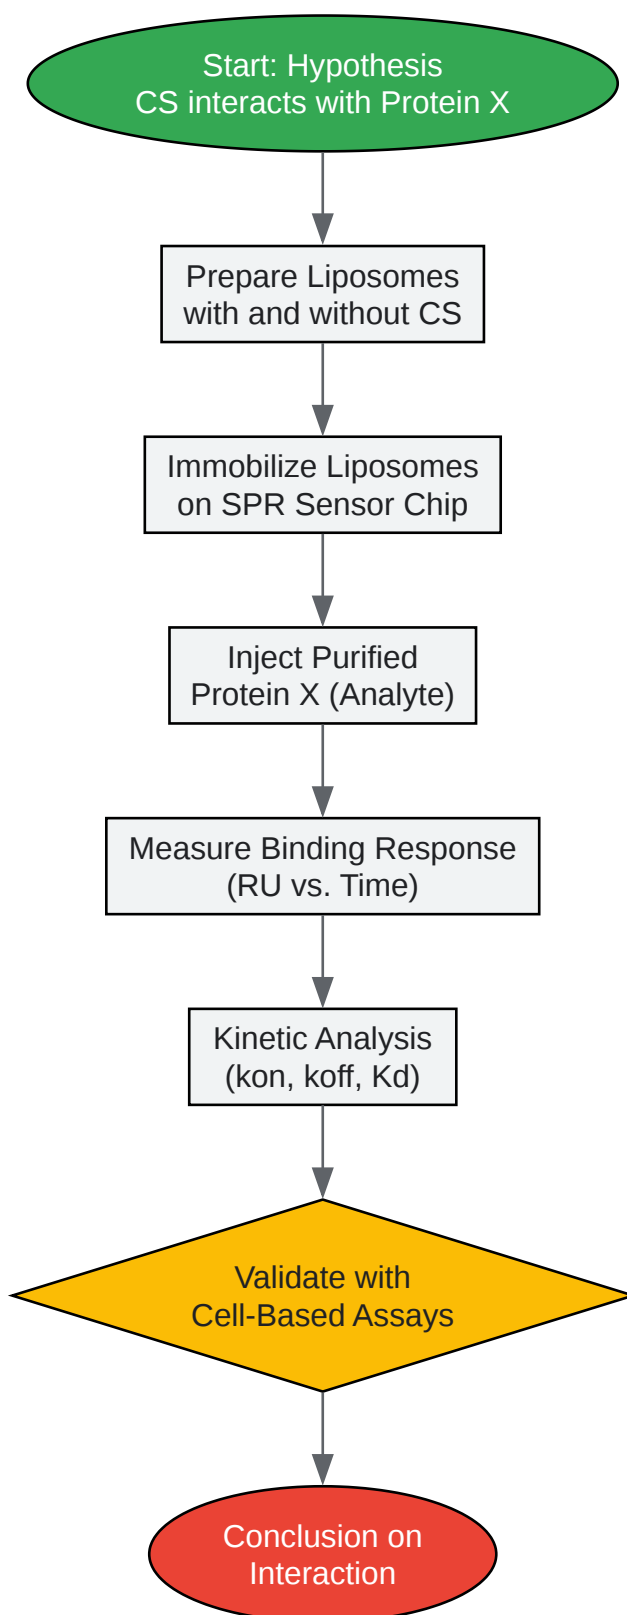 Start: Hypothesis
CS interacts with Protein X
Prepare Liposomes
with and without CS
Immobilize Liposomes
on SPR Sensor Chip
Inject Purified
Protein X (Analyte)
Measure Binding Response
(RU vs. Time)
Kinetic Analysis
(kon, koff, Kd)
Validate with
Cell-Based Assays
Conclusion on
Interaction